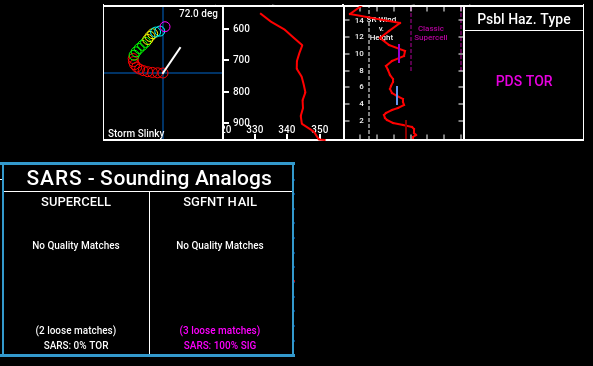 72.0 deg
Storm Slinky
600
700
800
900
330
340
350
14
12
10
8
6
4
2
SR Wind
v.
Height
Classic
Supercell
Psbl Haz. Type
PDS TOR
SARS - Sounding Analogs
SUPERCELL
SGFNT HAIL
No Quality Matches
No Quality Matches
(2 loose matches)
(3 loose matches)
SARS: 0% TOR
SARS: 100% SIG